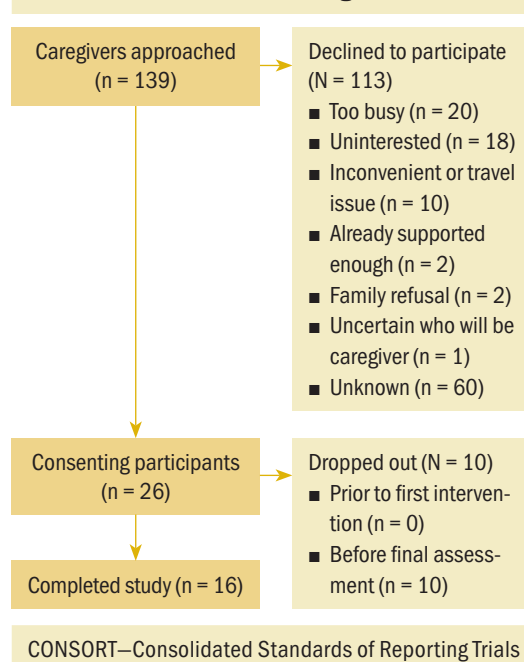 Caregivers approached
(n = 139)
Declined to participate
(N = 113)
■ Too busy (n = 20)
■ Uninterested (n = 18)
■ Inconvenient or travel
issue (n = 10)
■ Already supported
enough (n = 2)
■ Family refusal (n = 2)
■ Uncertain who will be
caregiver (n = 1)
■ Unknown (n = 60)
Consenting participants
(n = 26)
Dropped out (N = 10)
■ Prior to first interven-
tion (n = 0)
■ Before final assess-
ment (n = 10)
Completed study (n = 16)
CONSORT—Consolidated Standards of Reporting Trials